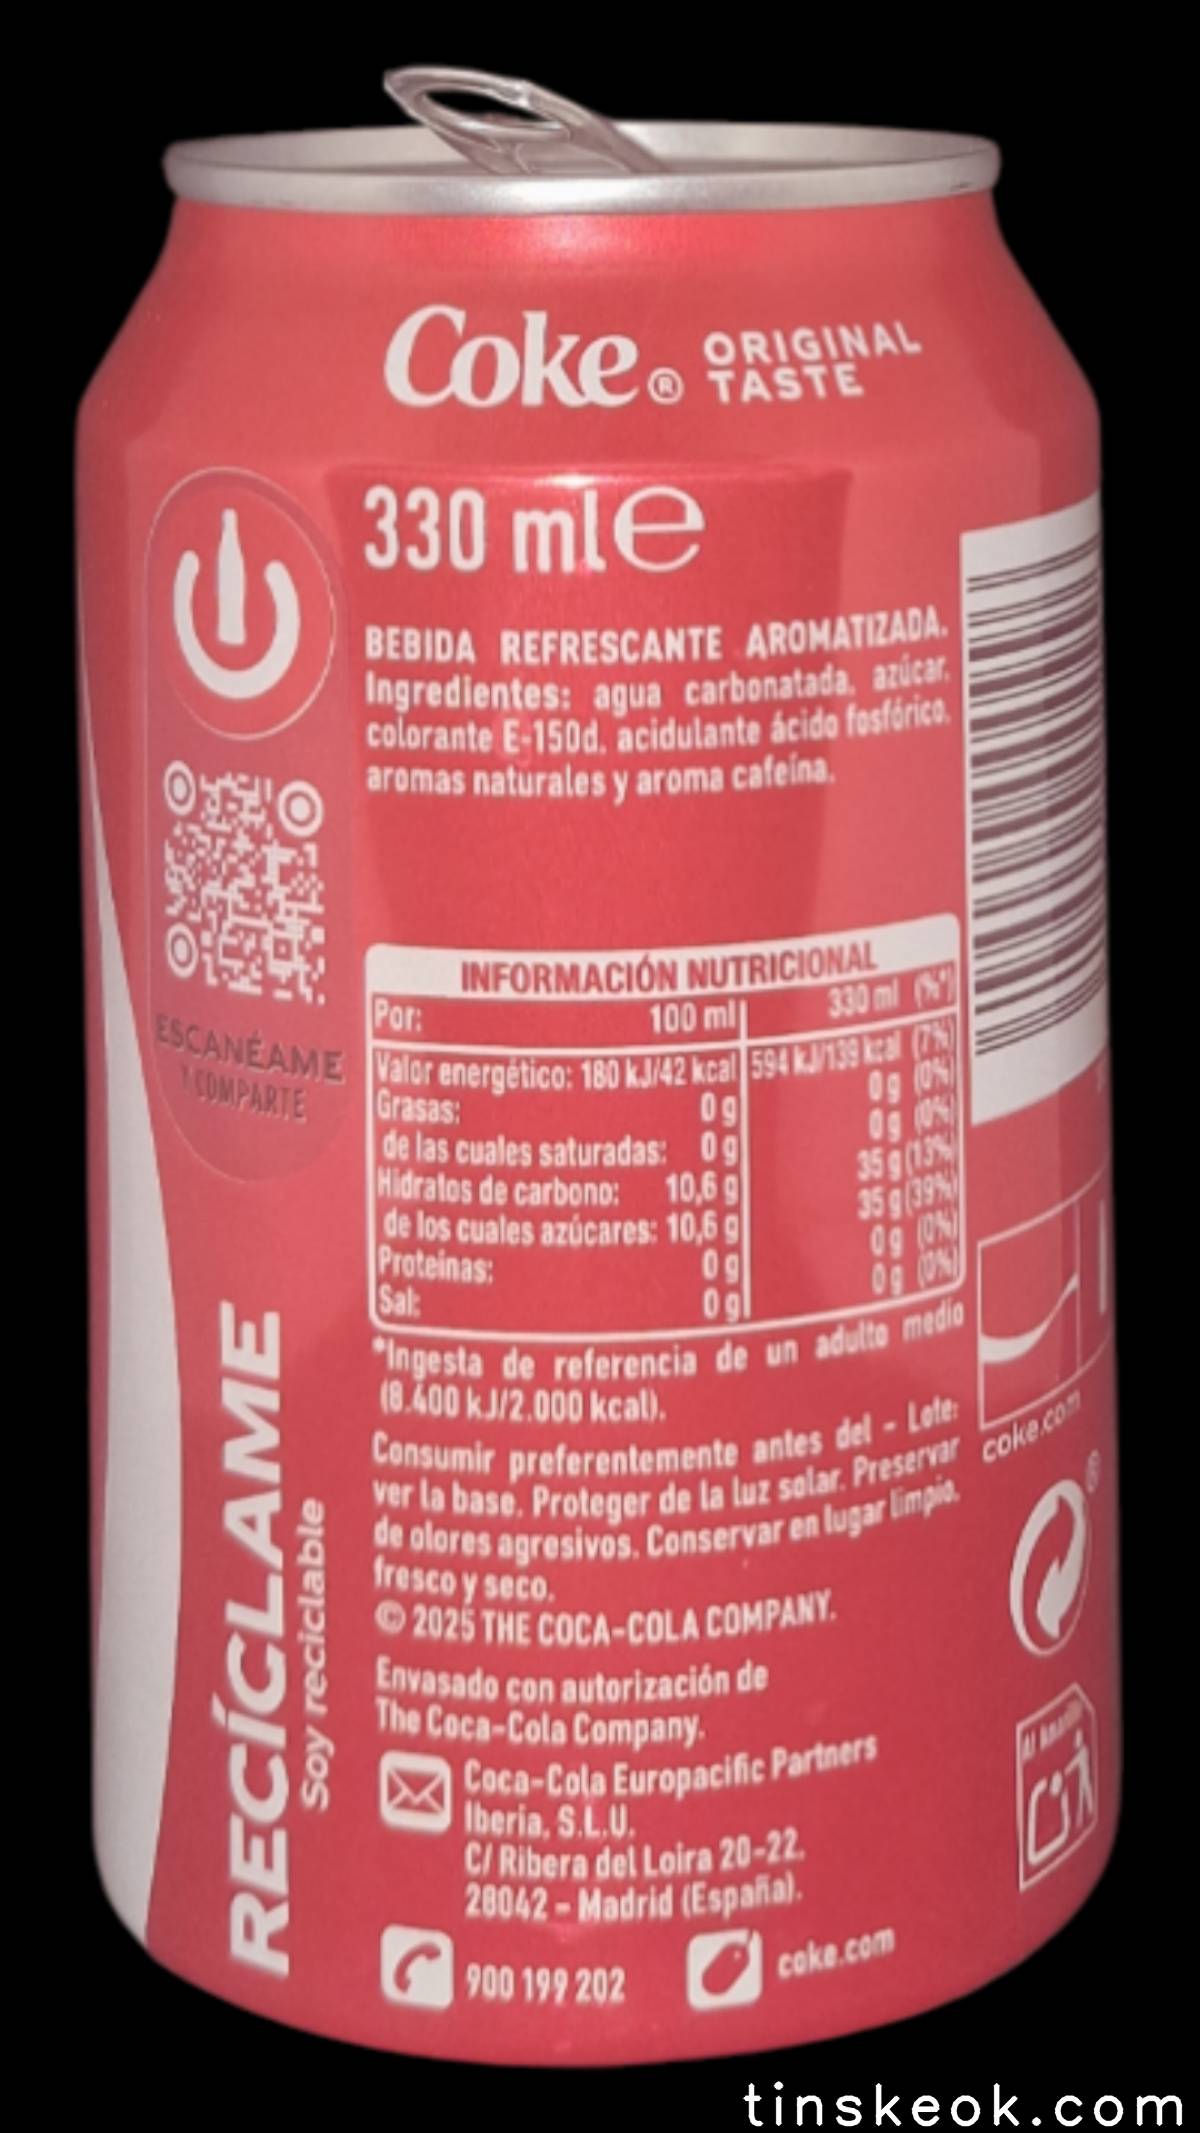 Coke® ORIGINAL
TASTE
330 ml e
BEBIDA REFRESCANTE AROMATIZADA.
Ingredientes: agua carbonatada, azúcar,
colorante E-150d, acidulante ácido fosfórico,
aromas naturales y aroma cafeína.
ESCANÉAME
Y COMPARTE
INFORMACIÓN NUTRICIONAL
Por: 100 ml 330 ml (%*)
Valor energético: 180 kJ/42 kcal 594 kJ/139 kcal (7%)
Grasas: 0 g 0 g (0%)
de las cuales saturadas: 0 g 0 g (0%)
Hidratos de carbono: 10,6 g 35 g (13%)
de los cuales azúcares: 10,6 g 35 g (39%)
Proteínas: 0 g 0 g (0%)
Sal: 0 g 0 g (0%)
*Ingesta de referencia de un adulto medio
(8.400 kJ/2.000 kcal).
Consumir preferentemente antes del - Lote:
ver la base. Proteger de la luz solar. Preservar
de olores agresivos. Conservar en lugar limpio,
fresco y seco.
© 2025 THE COCA-COLA COMPANY.
Envasado con autorización de
The Coca-Cola Company.
Coca-Cola Europacific Partners
Iberia, S.L.U.
C/ Ribera del Loira 20-22.
28042 - Madrid (España).
900 199 202
coke.com
RECÍCLAME
Soy reciclable
coke.com
®
Al Amarillo
tinskeok.com